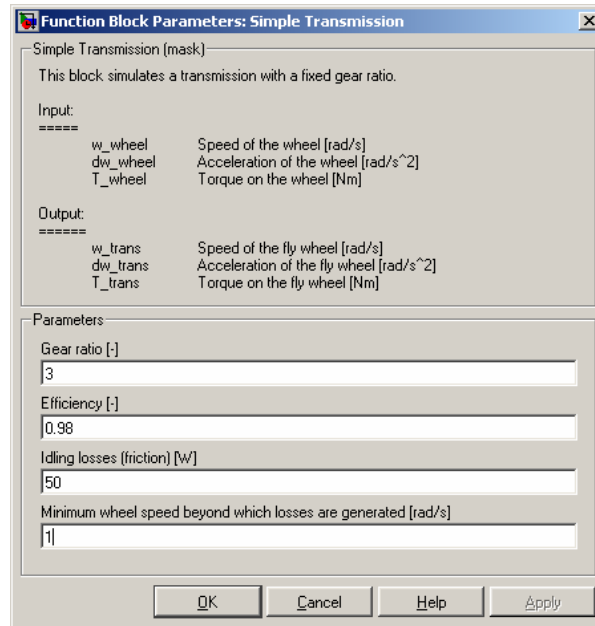 Function Block Parameters: Simple Transmission
Simple Transmission (mask)
This block simulates a transmission with a fixed gear ratio.
Input:
=====
w_wheel Speed of the wheel [rad/s]
dw_wheel Acceleration of the wheel [rad/s^2]
T_wheel Torque on the wheel [Nm]
Output:
======
w_trans Speed of the fly wheel [rad/s]
dw_trans Acceleration of the fly wheel [rad/s^2]
T_trans Torque on the fly wheel [Nm]
Parameters
Gear ratio [-]
3
Efficiency [-]
0.98
Idling losses (friction) [W]
50
Minimum wheel speed beyond which losses are generated [rad/s]
1
OK Cancel Help Apply